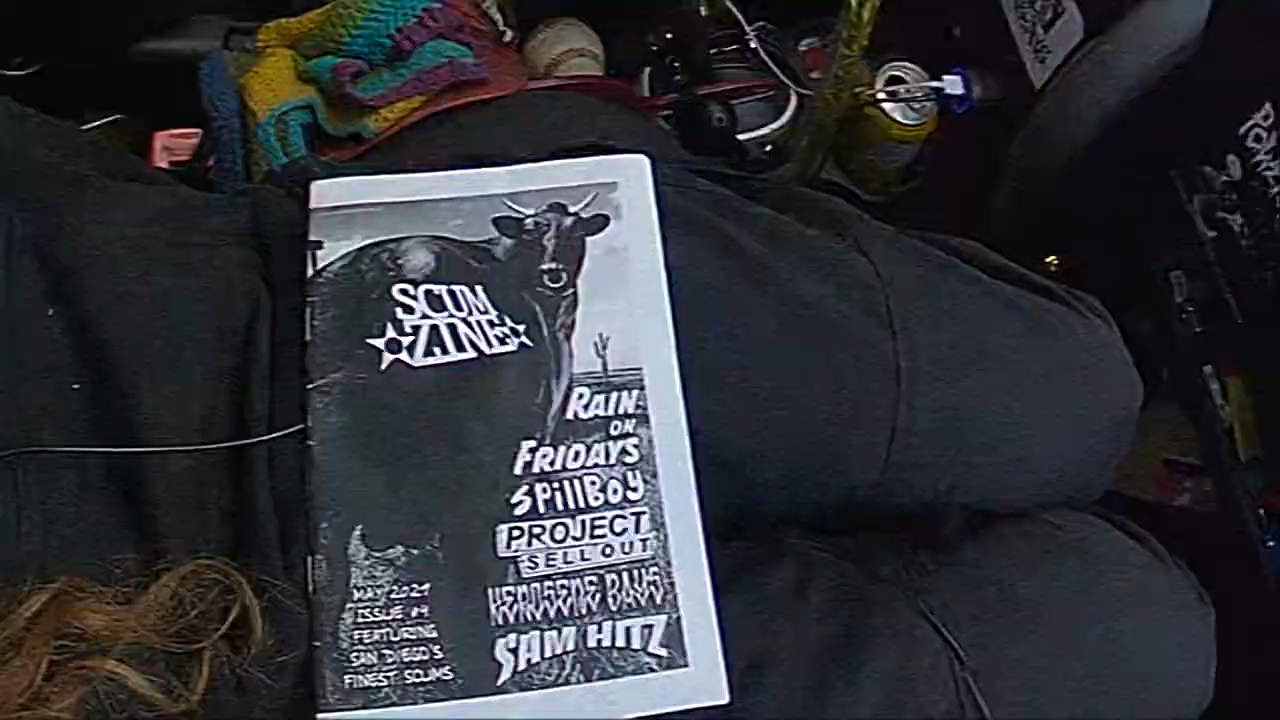 SCUM
ZINE
RAIN
ON
FRIDAYS
SPillBOY
PROJECT
SELL OUT
SAM HITZ
MAY 2021
ISSUE #4
FEATURING
SAN DIEGO'S
FINEST SCUMS